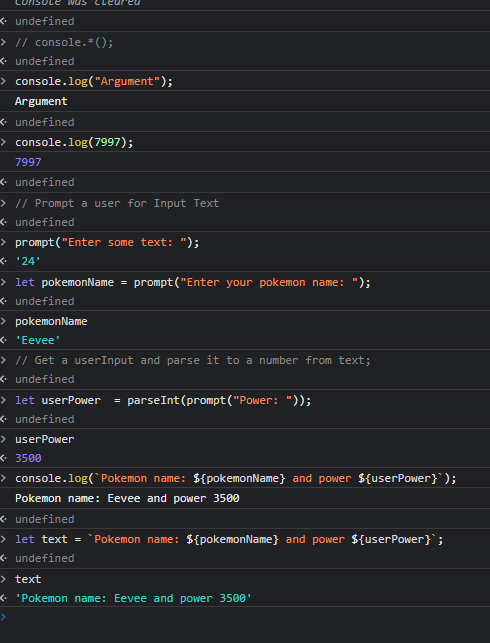 Console was cleared
undefined
// console.*();
undefined
console.log("Argument");
Argument
undefined
console.log(7997);
7997
undefined
// Prompt a user for Input Text
undefined
prompt("Enter some text: ");
'24'
let pokemonName = prompt("Enter your pokemon name: ");
undefined
pokemonName
'Eevee'
// Get a userInput and parse it to a number from text;
undefined
let userPower  = parseInt(prompt("Power: "));
undefined
userPower
3500
console.log(`Pokemon name: ${pokemonName} and power ${userPower}`);
Pokemon name: Eevee and power 3500
undefined
let text = `Pokemon name: ${pokemonName} and power ${userPower}`;
undefined
text
'Pokemon name: Eevee and power 3500'